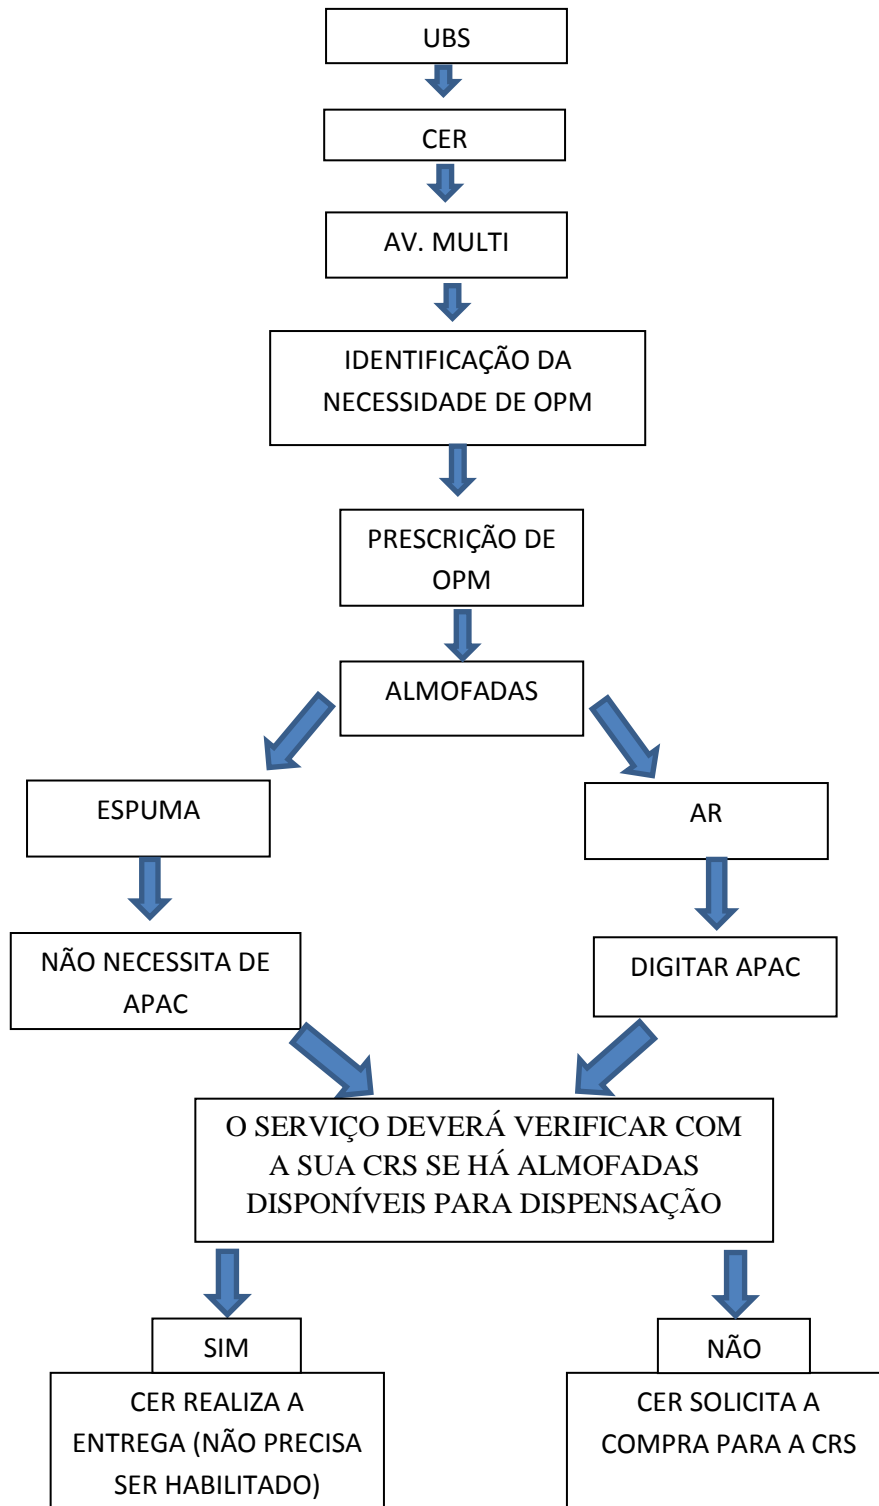 UBS
CER
AV. MULTI
IDENTIFICAÇÃO DA
NECESSIDADE DE OPM
PRESCRIÇÃO DE
OPM
ALMOFADAS
ESPUMA
AR
NÃO NECESSITA DE
APAC
DIGITAR APAC
O SERVIÇO DEVERÁ VERIFICAR COM
A SUA CRS SE HÁ ALMOFADAS
DISPONÍVEIS PARA DISPENSAÇÃO
SIM
CER REALIZA A
ENTREGA (NÃO PRECISA
SER HABILITADO)
NÃO
CER SOLICITA A
COMPRA PARA A CRS